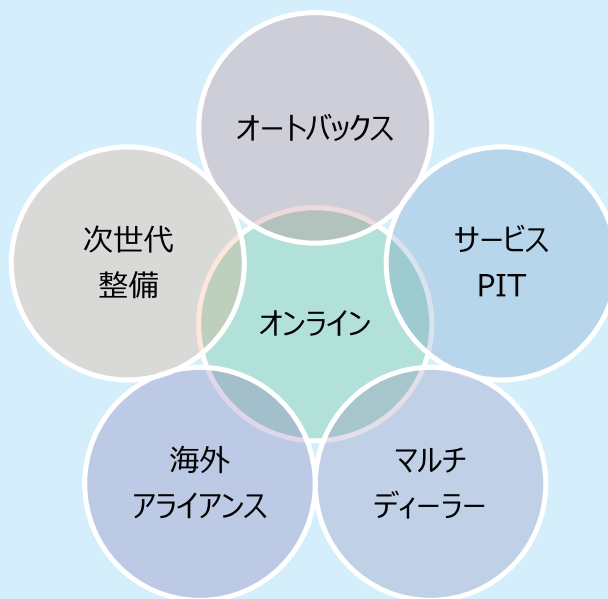 オートバックス
次世代
整備
サービス
PIT
オンライン
海外
アライアンス
マルチ
ディーラー